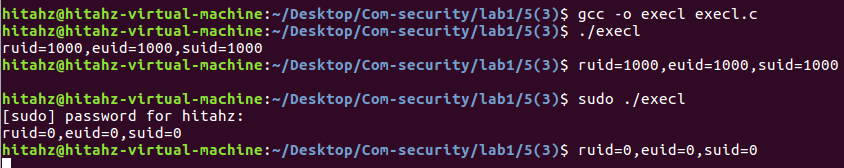 hitahz@hitahz-virtual-machine:~/Desktop/Com-security/lab1/5(3)$ gcc -o execl execl.c
hitahz@hitahz-virtual-machine:~/Desktop/Com-security/lab1/5(3)$ ./execl
ruid=1000,euid=1000,suid=1000
hitahz@hitahz-virtual-machine:~/Desktop/Com-security/lab1/5(3)$ ruid=1000,euid=1000,suid=1000
hitahz@hitahz-virtual-machine:~/Desktop/Com-security/lab1/5(3)$ sudo ./execl
[sudo] password for hitahz:
ruid=0,euid=0,suid=0
hitahz@hitahz-virtual-machine:~/Desktop/Com-security/lab1/5(3)$ ruid=0,euid=0,suid=0